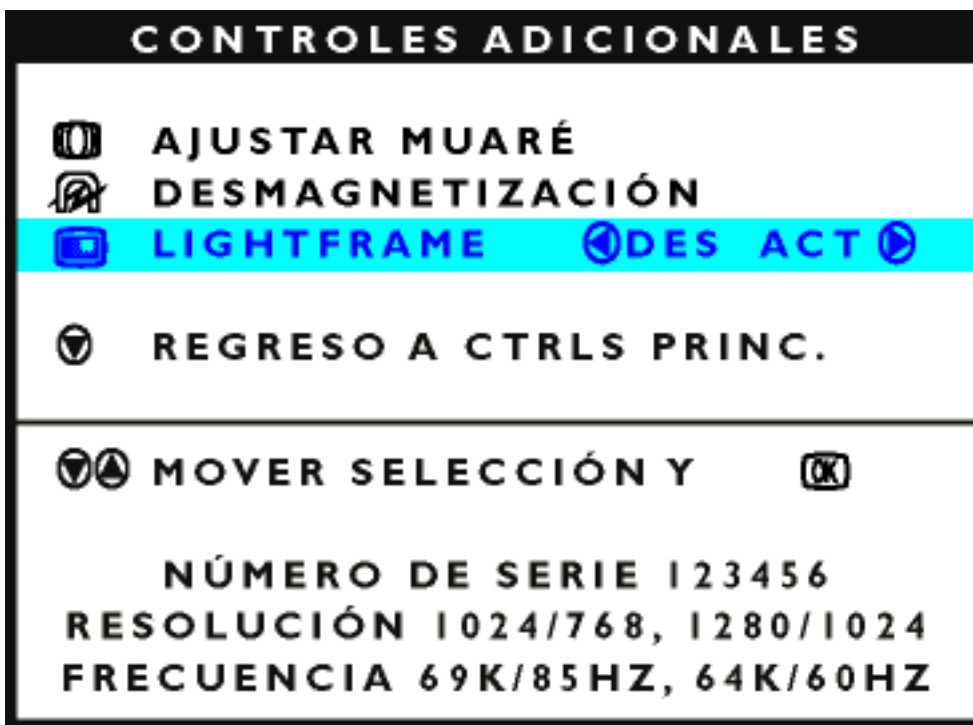 CONTROLES ADICIONALES
AJUSTAR MUARÉ
DESMAGNETIZACIÓN
LIGHTFRAME DES ACT
REGRESO A CTRLS PRINC.
MOVER SELECCIÓN Y OK
NÚMERO DE SERIE 123456
RESOLUCIÓN 1024/768, 1280/1024
FRECUENCIA 69K/85HZ, 64K/60HZ